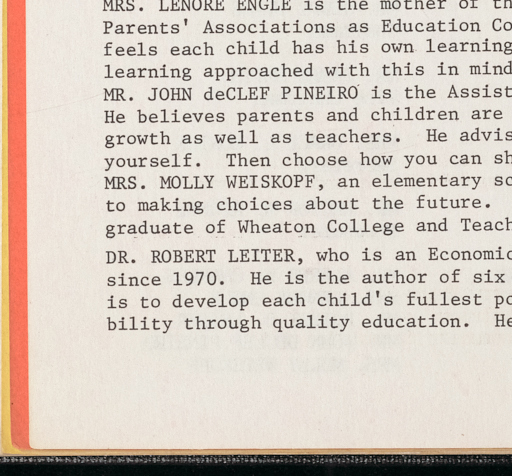 MRS. LENORE ENGLE is the mother of th
Parents' Associations as Education Co
feels each child has his own learning
learning approached with this in mind
MR. JOHN deCLEF PINEIRO is the Assist
He believes parents and children are
growth as well as teachers.  He advis
yourself.  Then choose how you can sh
MRS. MOLLY WEISKOPF, an elementary sc
to making choices about the future.
graduate of Wheaton College and Teach
DR. ROBERT LEITER, who is an Economic
since 1970.  He is the author of six
is to develop each child's fullest po
bility through quality education.  He